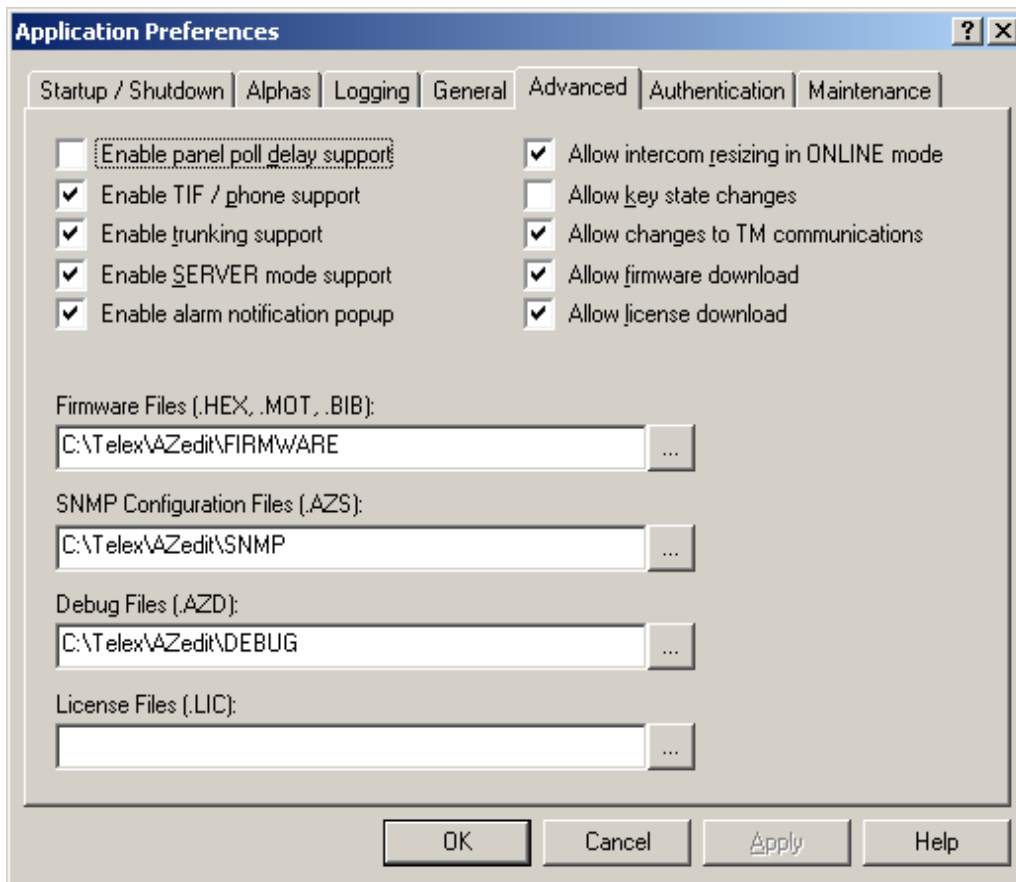 Application Preferences
Startup / Shutdown Alphas Logging General Advanced Authentication Maintenance
Enable panel poll delay support
Enable TIF / phone support
Enable trunking support
Enable SERVER mode support
Enable alarm notification popup
Allow intercom resizing in ONLINE mode
Allow key state changes
Allow changes to TM communications
Allow firmware download
Allow license download
Firmware Files (.HEX, .MOT, .BIB):
C:\Telex\AZedit\FIRMWARE
...
SNMP Configuration Files (.AZS):
C:\Telex\AZedit\SNMP
...
Debug Files (.AZD):
C:\Telex\AZedit\DEBUG
...
License Files (.LIC):
...
OK Cancel Apply Help